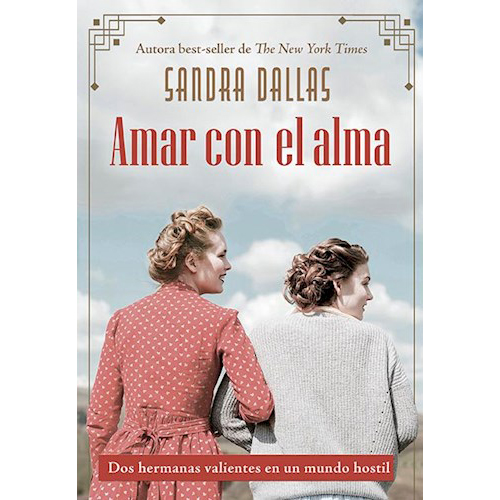 Autora best-seller de The New York Times
SANDRA DALLAS
Amar con el alma
Dos hermanas valientes en un mundo hostil